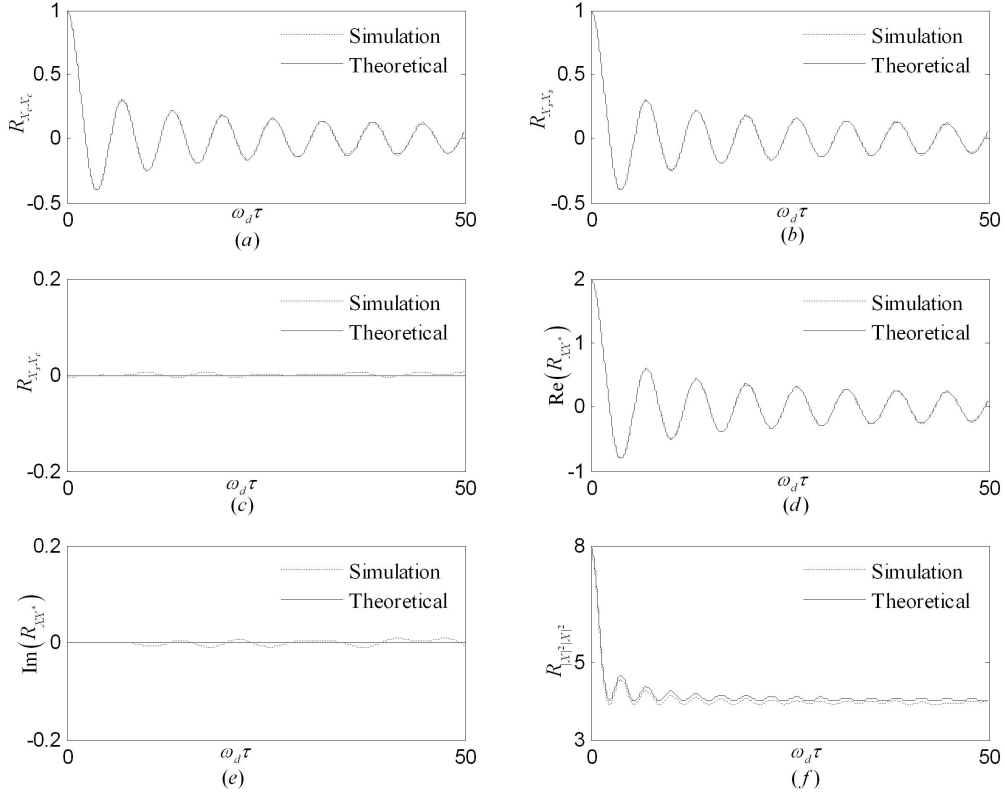 1
0.5
0
-0.5
R_{X_c X_c}
Simulation
Theoretical
0
50
ω_d τ
(a)
1
0.5
0
-0.5
R_{X_s X_s}
Simulation
Theoretical
0
50
ω_d τ
(b)
0.2
0
-0.2
R_{X_s X_c}
Simulation
Theoretical
0
50
ω_d τ
(c)
2
1
0
-1
Re(R_{XX*})
Simulation
Theoretical
0
50
ω_d τ
(d)
0.2
0
-0.2
Im(R_{XX*})
Simulation
Theoretical
0
50
ω_d τ
(e)
8
5
3
R_{|X|²|X|²}
Simulation
Theoretical
0
50
ω_d τ
(f)